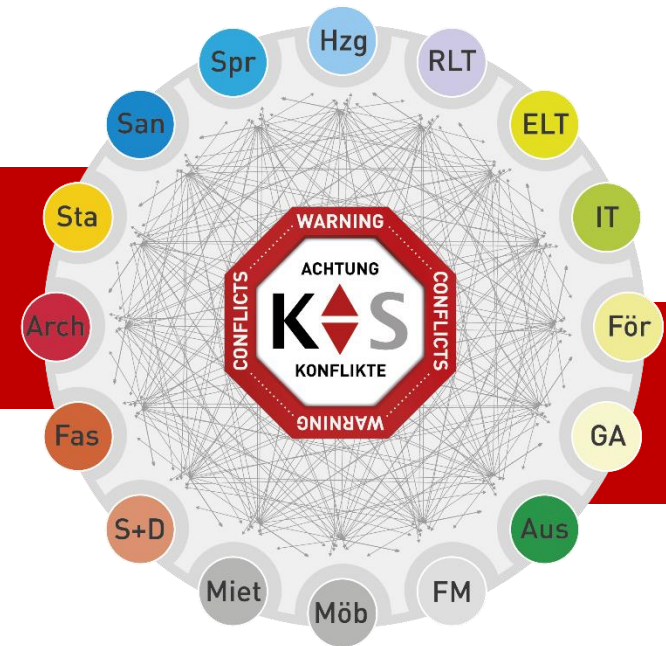 Hzg
RLT
ELT
IT
För
GA
Aus
FM
Möb
Miet
S+D
Fas
Arch
Sta
San
Spr
WARNING
CONFLICTS
WARNING
CONFLICTS
ACHTUNG
K S
KONFLIKTE